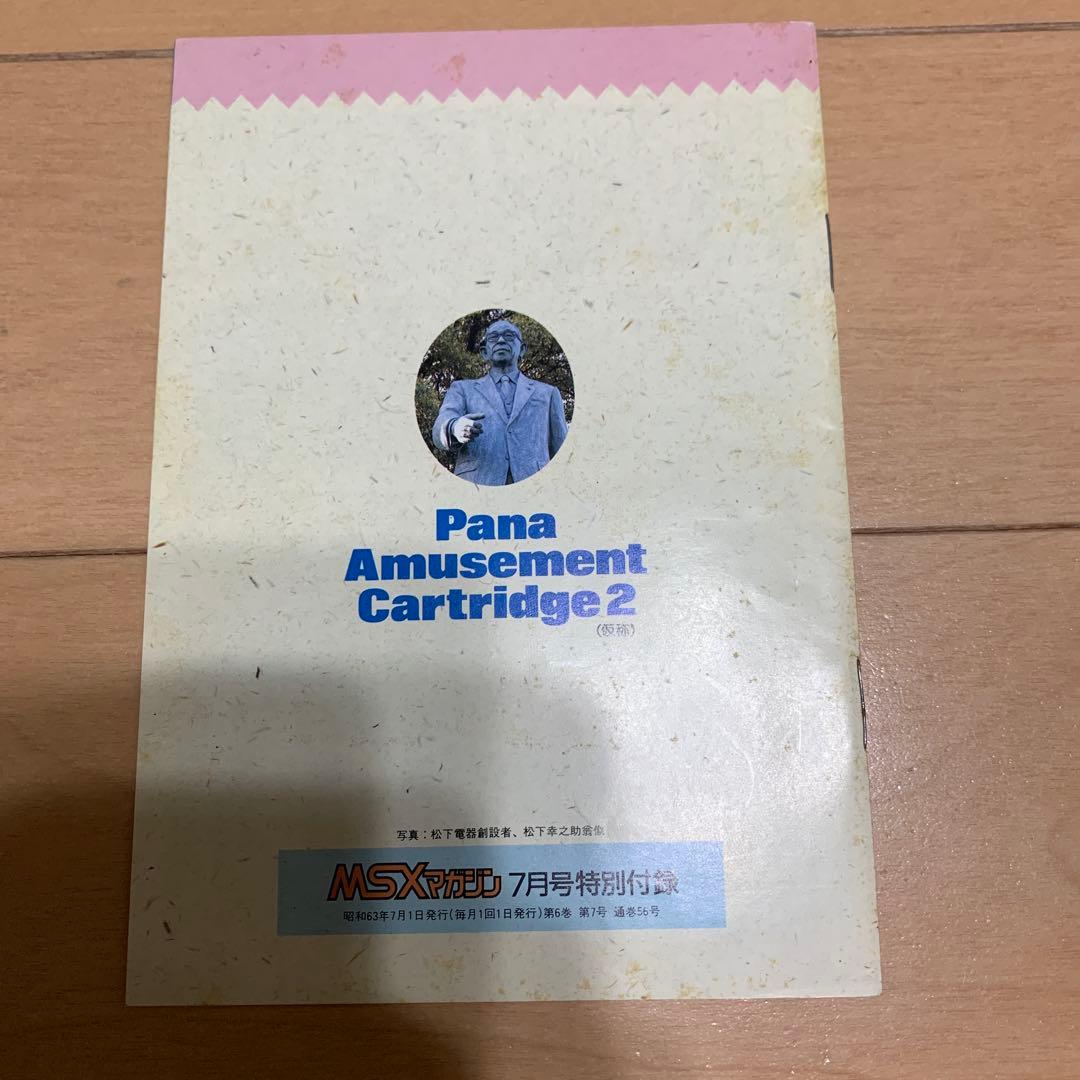 Pana
Amusement
Cartridge2
(仮称)
写真：松下電器創設者、松下幸之助翁像
MSXマガジン 7月号特別付録
昭和63年7月1日発行(毎月1回1日発行)第6巻 第7号 通巻56号